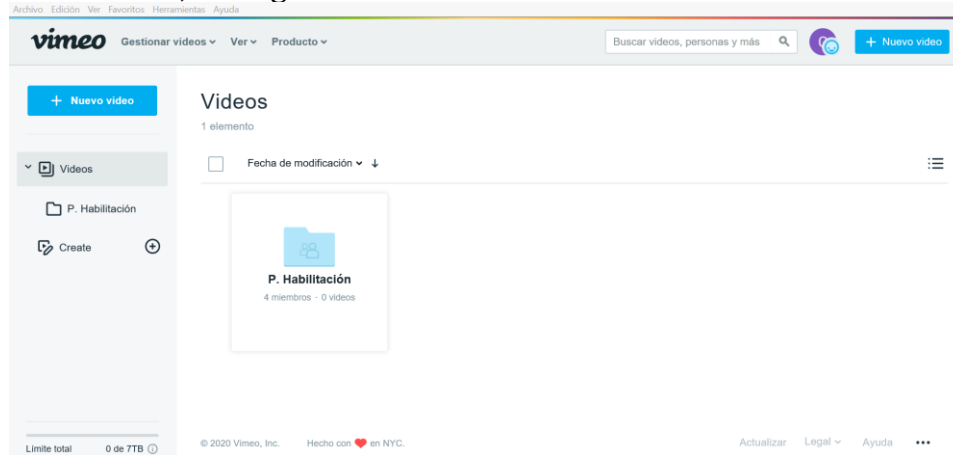 Archivo Edición Ver Favoritos Herramientas Ayuda
vimeo Gestionar videos Ver Producto Buscar videos, personas y más + Nuevo video
+ Nuevo video
Videos
1 elemento
Videos
Fecha de modificación ↓
P. Habilitación
Create
P. Habilitación
4 miembros - 0 videos
Límite total 0 de 7TB
© 2020 Vimeo, Inc. Hecho con ❤ en NYC. Actualizar Legal Ayuda •••